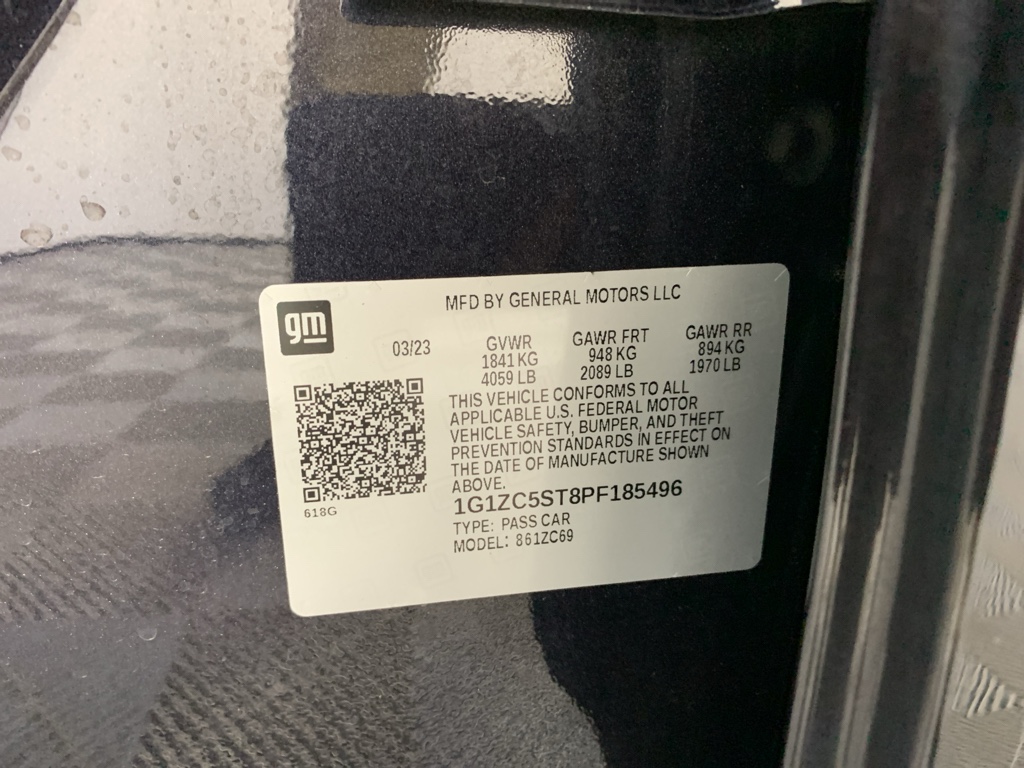 gm
MFD BY GENERAL MOTORS LLC
03/23
GVWR
1841 KG
4059 LB
GAWR FRT
948 KG
2089 LB
GAWR RR
894 KG
1970 LB
THIS VEHICLE CONFORMS TO ALL
APPLICABLE U.S. FEDERAL MOTOR
VEHICLE SAFETY, BUMPER, AND THEFT
PREVENTION STANDARDS IN EFFECT ON
THE DATE OF MANUFACTURE SHOWN
ABOVE.
618G
1G1ZC5ST8PF185496
TYPE: PASS CAR
MODEL: 861ZC69